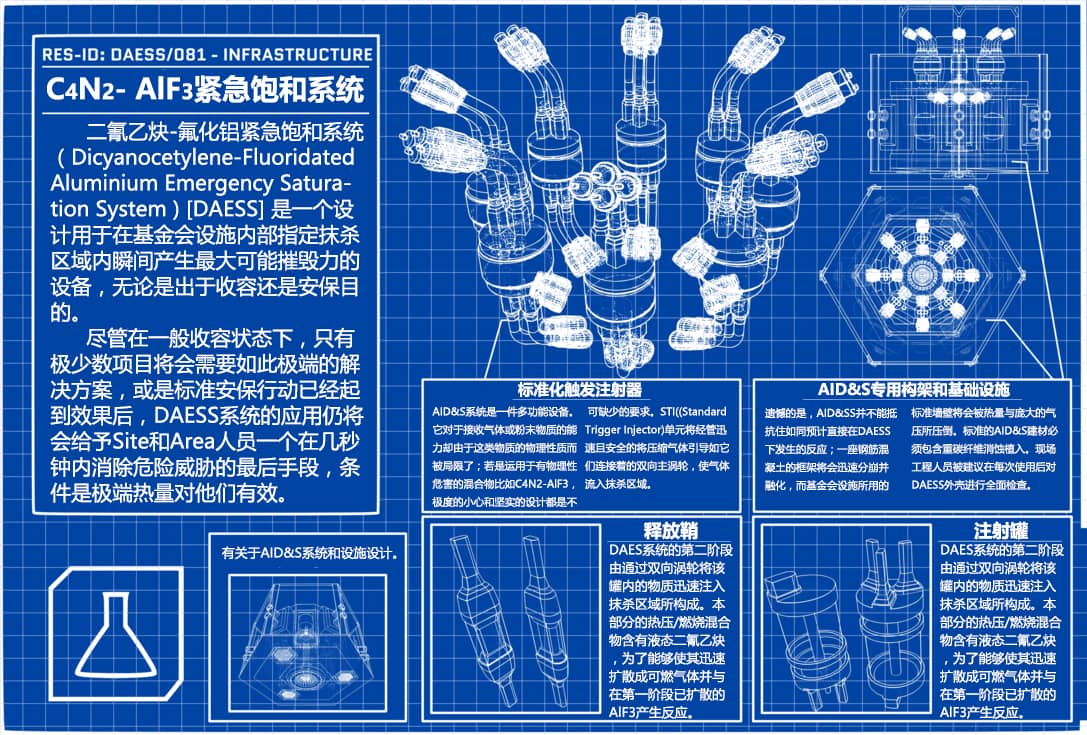 RES-ID: DAESS/081 - INFRASTRUCTURE
C4N2- AlF3紧急饱和系统
二氰乙炔-氟化铝紧急饱和系统
（Dicyanocetylene-Fluoridated
Aluminium Emergency Satura-
tion System）[DAESS] 是一个设
计用于在基金会设施内部指定抹杀
区域内瞬间产生最大可能摧毁力的
设备，无论是出于收容还是安保目
的。
尽管在一般收容状态下，只有
极少数项目将会需要如此极端的解
决方案，或是标准安保行动已经起
到效果后，DAESS系统的应用仍将
会给予Site和Area人员一个在几秒
钟内消除危险威胁的最后手段，条
件是极端热量对他们有效。
标准化触发注射器
AID&S系统是一件多功能设备。
它对于接收气体或粉末物质的能
力却由于这类物质的物理性质而
被局限了；若是运用于有物理性
危害的混合物比如C4N2-AlF3，
极度的小心和坚实的设计都是不
可缺少的要求。STI((Standard
Trigger Injector)单元将经管迅
速且安全的将压缩气体引导如它
们连接着的双向主涡轮，使气体
流入抹杀区域。
AID&S专用构架和基础设施
遗憾的是，AID&SS并不能抵
抗住如同预计直接在DAESS
下发生的反应；一座钢筋混
凝土的框架将会迅速分崩并
融化，而基金会设施所用的
标准墙壁将会被热量与庞大的气
压所压倒。标准的AID&S建材必
须包含重碳纤维消蚀植入。现场
工程人员被建议在每次使用后对
DAESS外壳进行全面检查。
有关于AID&S系统和设施设计。
释放鞘
DAES系统的第二阶段
由通过双向涡轮将该
罐内的物质迅速注入
抹杀区域所构成。本
部分的热压/燃烧混合
物含有液态二氰乙炔
，为了能够使其迅速
扩散成可燃气体并与
在第一阶段已扩散的
AlF3产生反应。
注射罐
DAES系统的第二阶段
由通过双向涡轮将该
罐内的物质迅速注入
抹杀区域所构成。本
部分的热压/燃烧混合
物含有液态二氰乙炔
，为了能够使其迅速
扩散成可燃气体并与
在第一阶段已扩散的
AlF3产生反应。